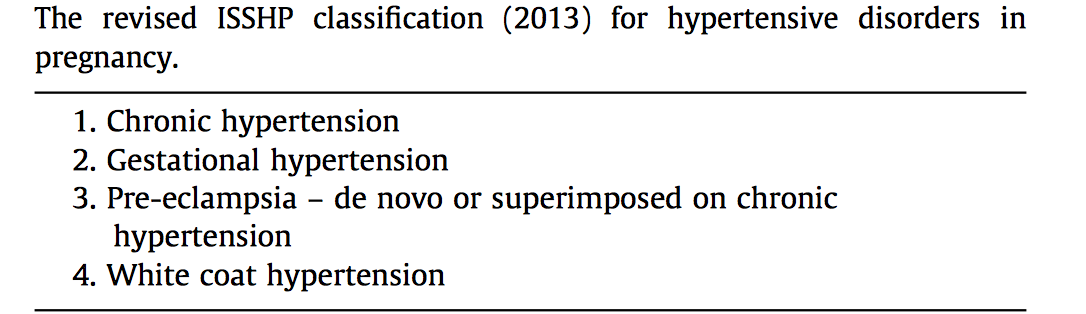 The revised ISSHP classification (2013) for hypertensive disorders in
pregnancy.
1. Chronic hypertension
2. Gestational hypertension
3. Pre-eclampsia – de novo or superimposed on chronic
hypertension
4. White coat hypertension